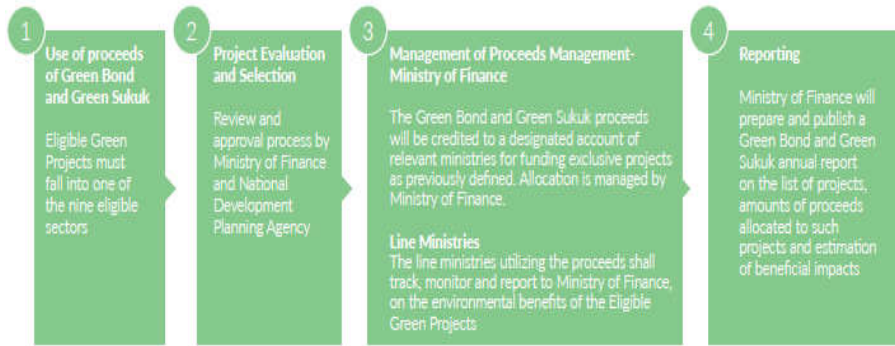 1
Use of proceeds
of Green Bond
and Green Sukuk
Eligible Green
Projects must
fall into one of
the nine eligible
sectors
2
Project Evaluation
and Selection
Review and
approval process by
Ministry of Finance
and National
Development
Planning Agency
3
Management of Proceeds Management-
Ministry of Finance
The Green Bond and Green Sukuk proceeds
will be credited to a designated account of
relevant ministries for funding exclusive projects
as previously defined. Allocation is managed by
Ministry of Finance.
Line Ministries
The line ministries utilizing the proceeds shall
track, monitor and report to Ministry of Finance,
on the environmental benefits of the Eligible
Green Projects
4
Reporting
Ministry of Finance will
prepare and publish a
Green Bond and Green
Sukuk annual report
on the list of projects,
amounts of proceeds
allocated to such
projects and estimation
of beneficial impacts